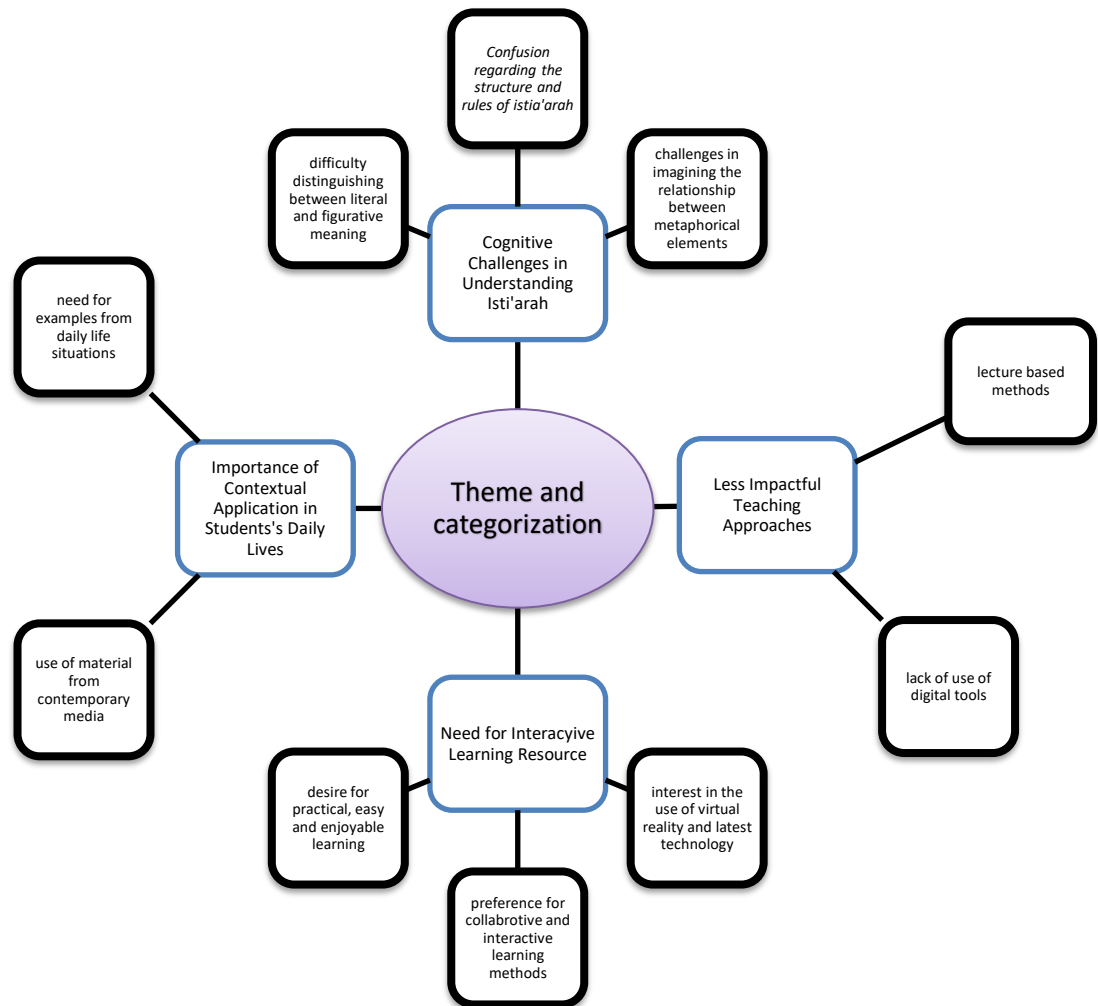 Confusion
regarding the
structure and
rules of istia'arah
difficulty
distinguishing
between literal
and figurative
meaning
challenges in
imagining the
relationship
between
metaphorical
elements
Cognitive
Challenges in
Understanding
Isti'arah
need for
examples from
daily life
situations
lecture based
methods
Importance of
Contextual
Application in
Students's Daily
Lives
Theme and
categorization
Less Impactful
Teaching
Approaches
use of material
from
contemporary
media
lack of use of
digital tools
Need for Interacyive
Learning Resource
desire for
practical, easy
and enjoyable
learning
interest in the
use of virtual
reality and latest
technology
preference for
collabrotive and
interactive
learning
methods